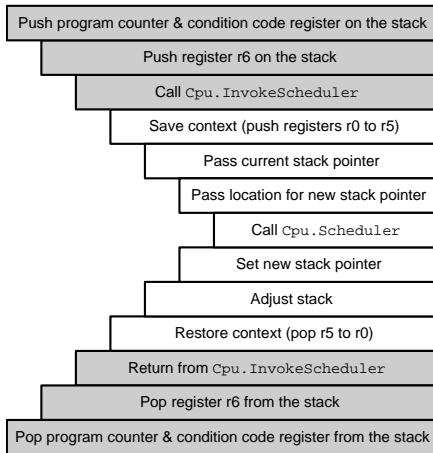 Push program counter & condition code register on the stack
Push register r6 on the stack
Call Cpu.InvokeScheduler
Save context (push registers r0 to r5)
Pass current stack pointer
Pass location for new stack pointer
Call Cpu.Scheduler
Set new stack pointer
Adjust stack
Restore context (pop r5 to r0)
Return from Cpu.InvokeScheduler
Pop register r6 from the stack
Pop program counter & condition code register from the stack